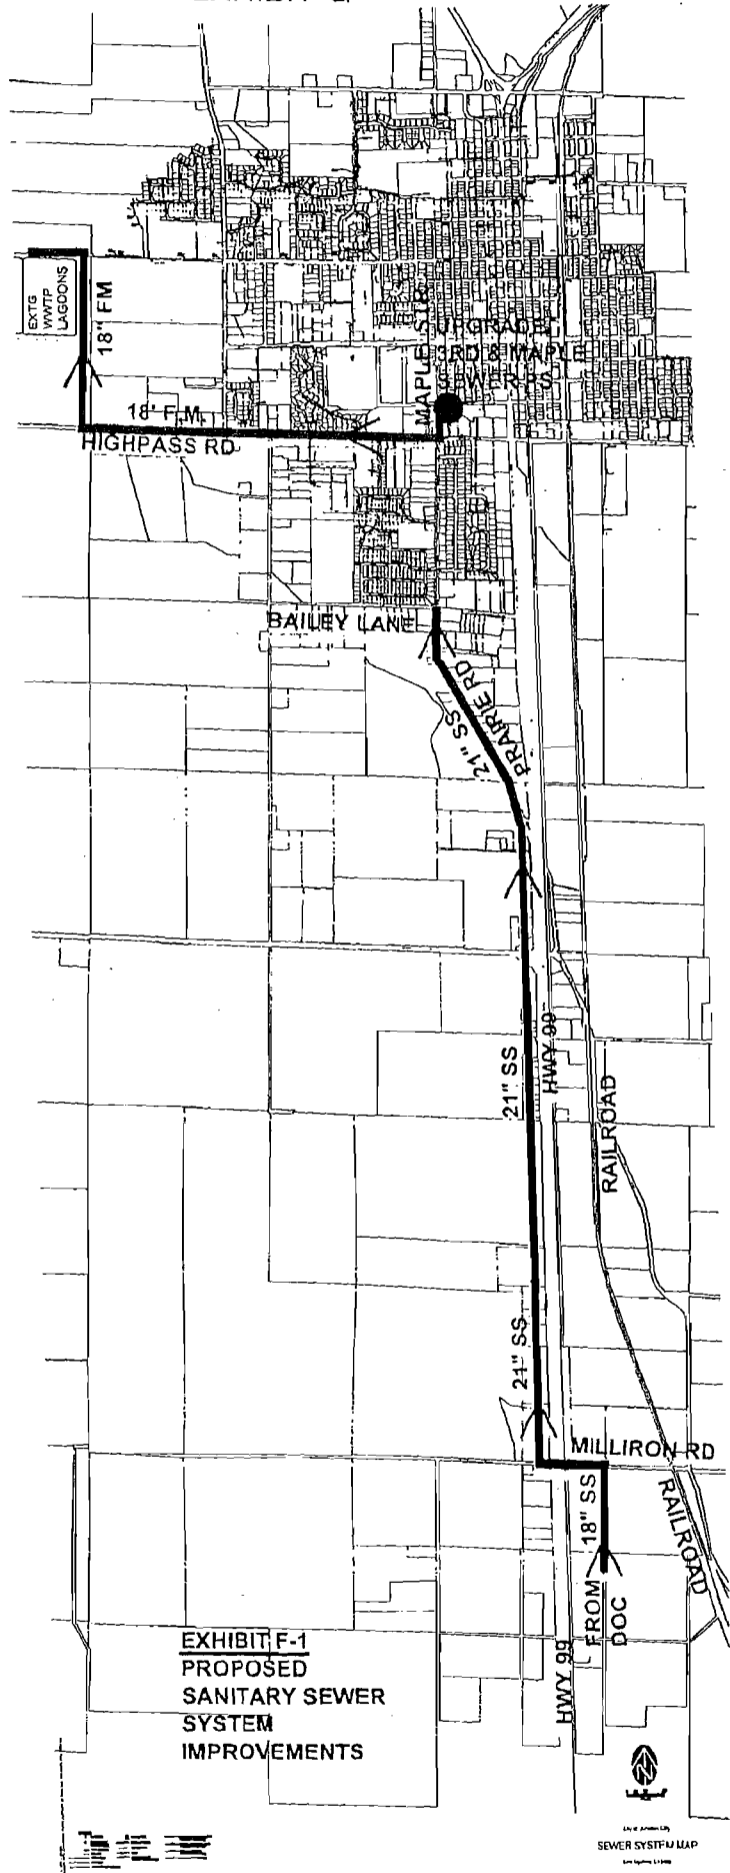 EXTG
WWTP
LAGOONS
18" FM
18" F.M.
HIGHPASS RD
MAPLE STR
UPGRADE
3RD & MAPLE
SEWER PS
BAILEY LANE
21" SS
PRAIRIE RD
21" SS
HWY 99
RAILROAD
21" SS
MILLIRON RD
18" SS
RAILROAD
FROM
DOC
HWY 99
EXHIBIT F-1
PROPOSED
SANITARY SEWER
SYSTEM
IMPROVEMENTS
SEWER SYSTEM MAP